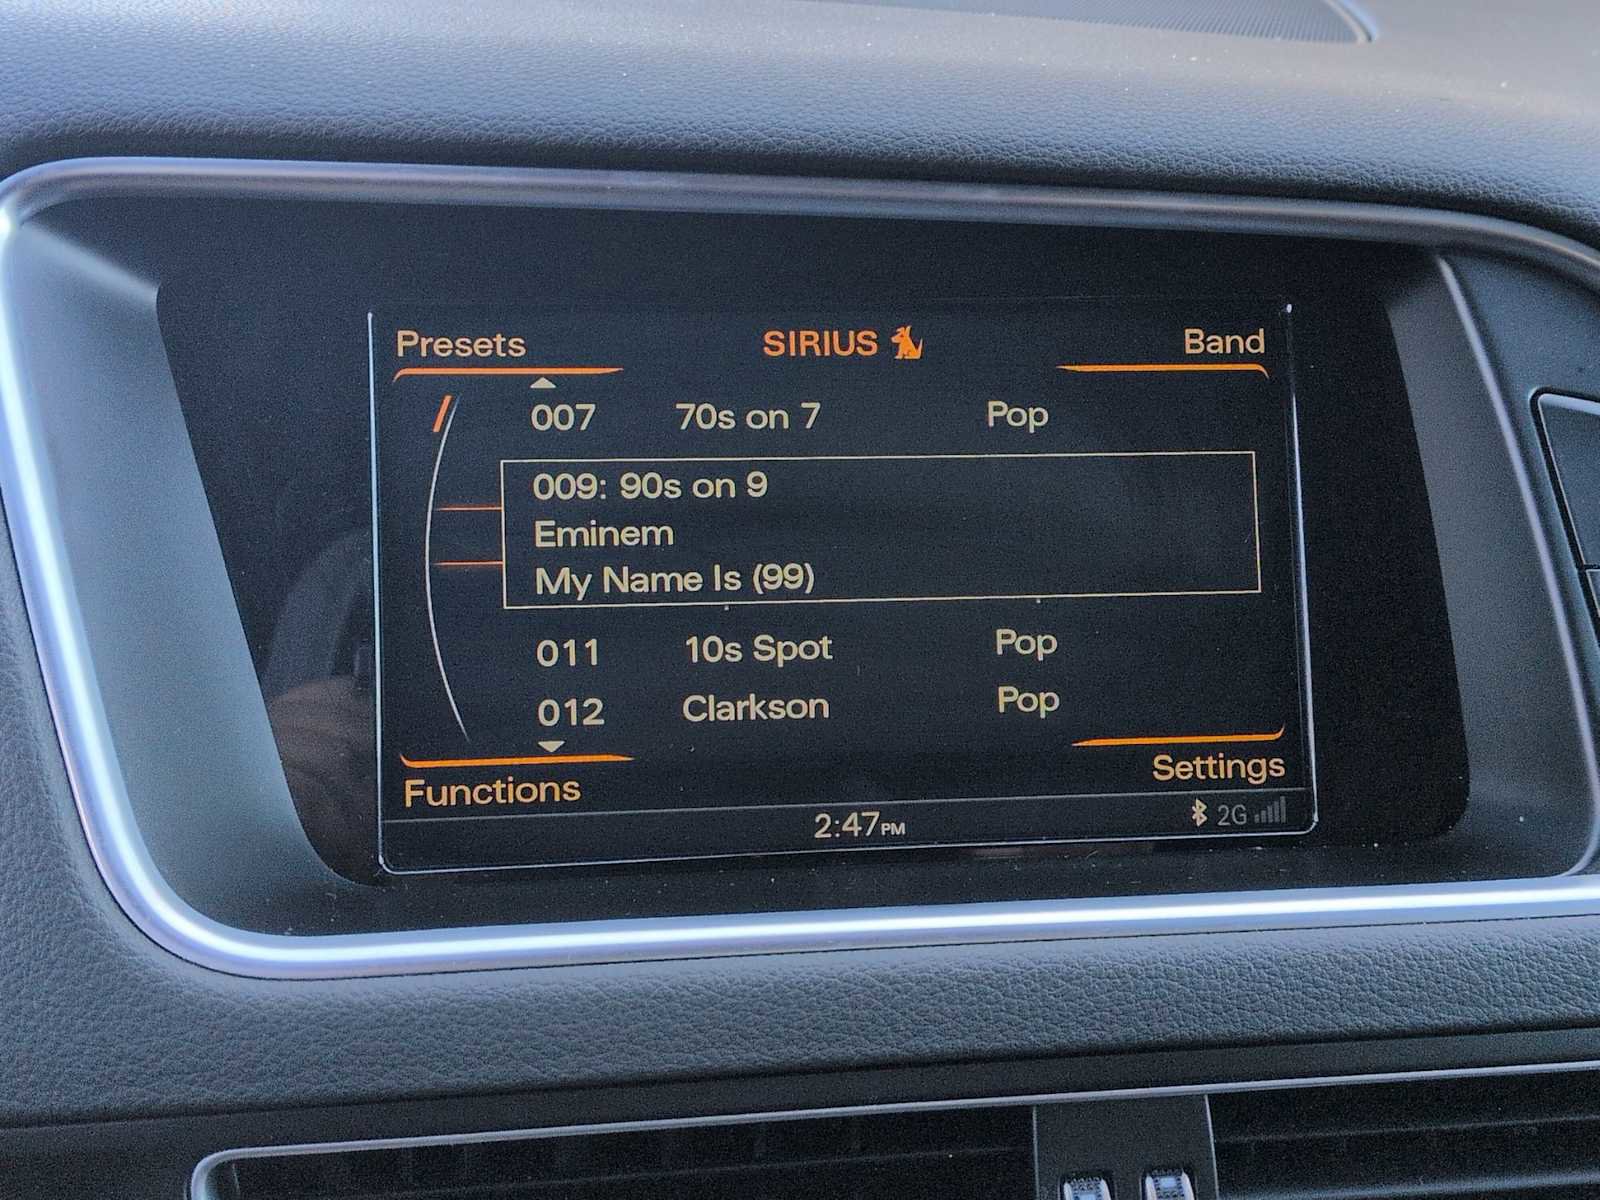 Presets SIRIUS Band
007 70s on 7 Pop
009: 90s on 9
Eminem
My Name Is (99)
011 10s Spot Pop
012 Clarkson Pop
Functions Settings
2:47PM 2G